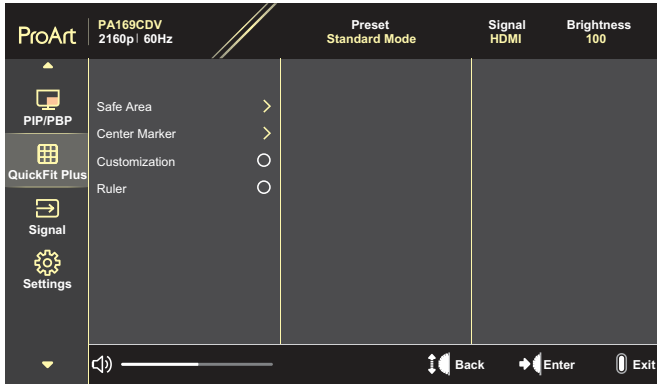 ProArt
PA169CDV
2160p| 60Hz
Preset
Standard Mode
Signal
HDMI
Brightness
100
PIP/PBP
QuickFit Plus
Signal
Settings
Safe Area
Center Marker
Customization
Ruler
Back
Enter
Exit